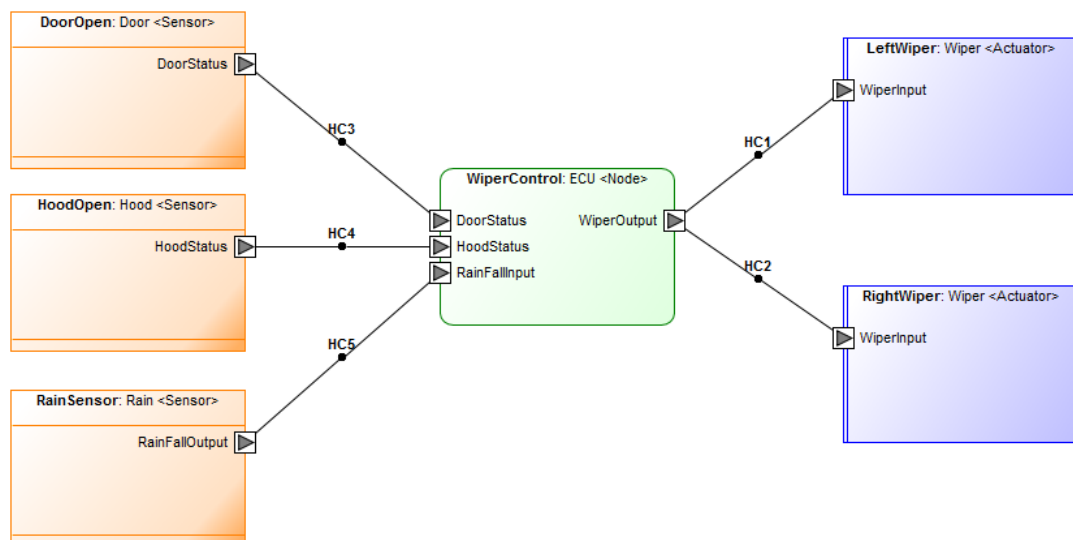 DoorOpen: Door <Sensor>
DoorStatus
HC3
HoodOpen: Hood <Sensor>
HoodStatus
HC4
RainSensor: Rain <Sensor>
RainFallOutput
HC5
WiperControl: ECU <Node>
DoorStatus
HoodStatus
RainFallInput
WiperOutput
HC1
HC2
LeftWiper: Wiper <Actuator>
WiperInput
RightWiper: Wiper <Actuator>
WiperInput